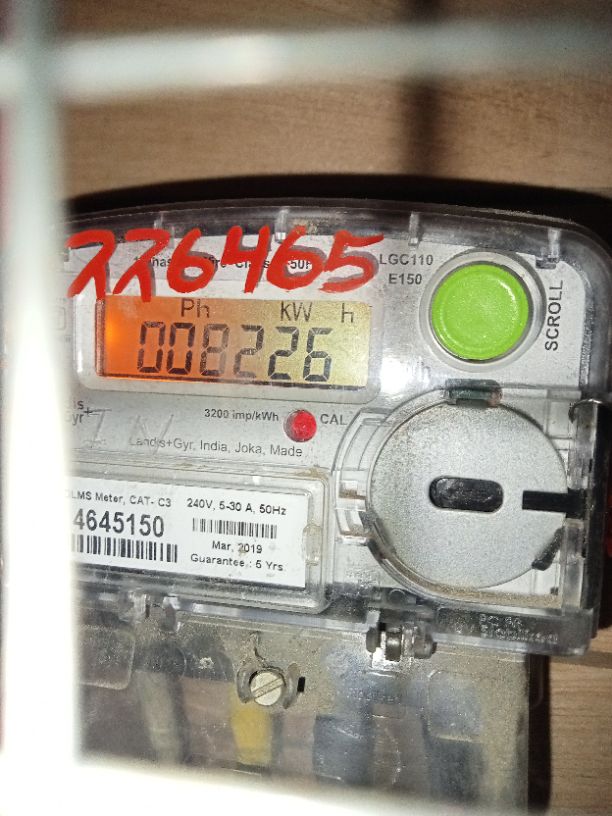 226465
LGC110
E150
SCROLL
Ph kW h
008226
3200 imp/kWh CAL
Landis+Gyr, India, Joka, Made
DLMS Meter, CAT- C3 240V, 5-30 A, 50Hz
4645150
Mar, 2019
Guarantee : 5 Yrs